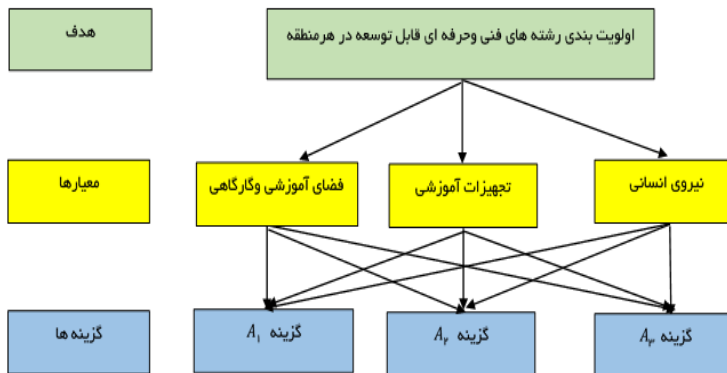 هدف
اولویت بندی رشته های فنی وحرفه ای قابل توسعه در هرمنطقه
معیارها
نیروی انسانی
تجهیزات آموزشی
فضای آموزشی وگارگاهی
گزینه ها
گزینه A۳
گزینه A۲
گزینه A۱